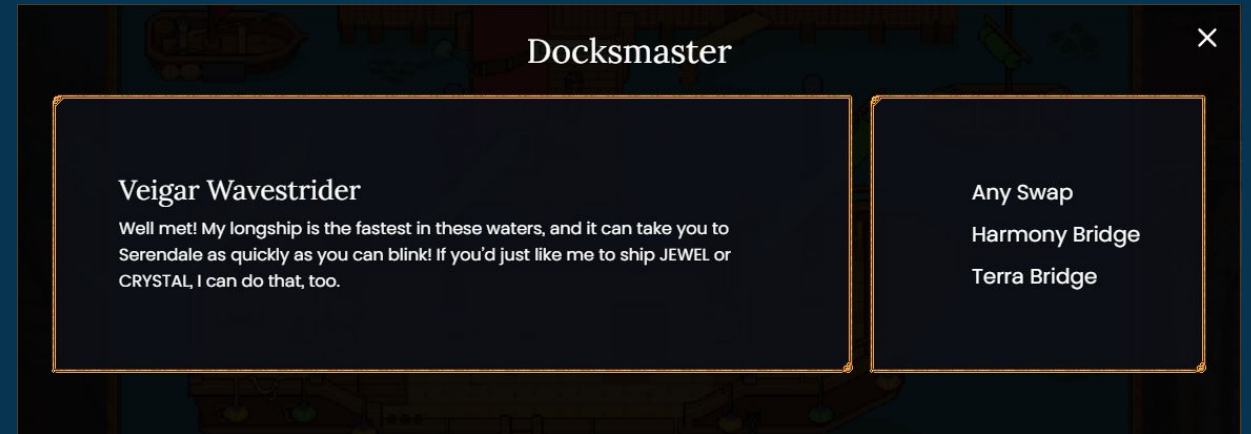 Docksmaster
Veigar Wavestrider
Well met! My longship is the fastest in these waters, and it can take you to
Serendale as quickly as you can blink! If you'd just like me to ship JEWEL or
CRYSTAL, I can do that, too.
Any Swap
Harmony Bridge
Terra Bridge